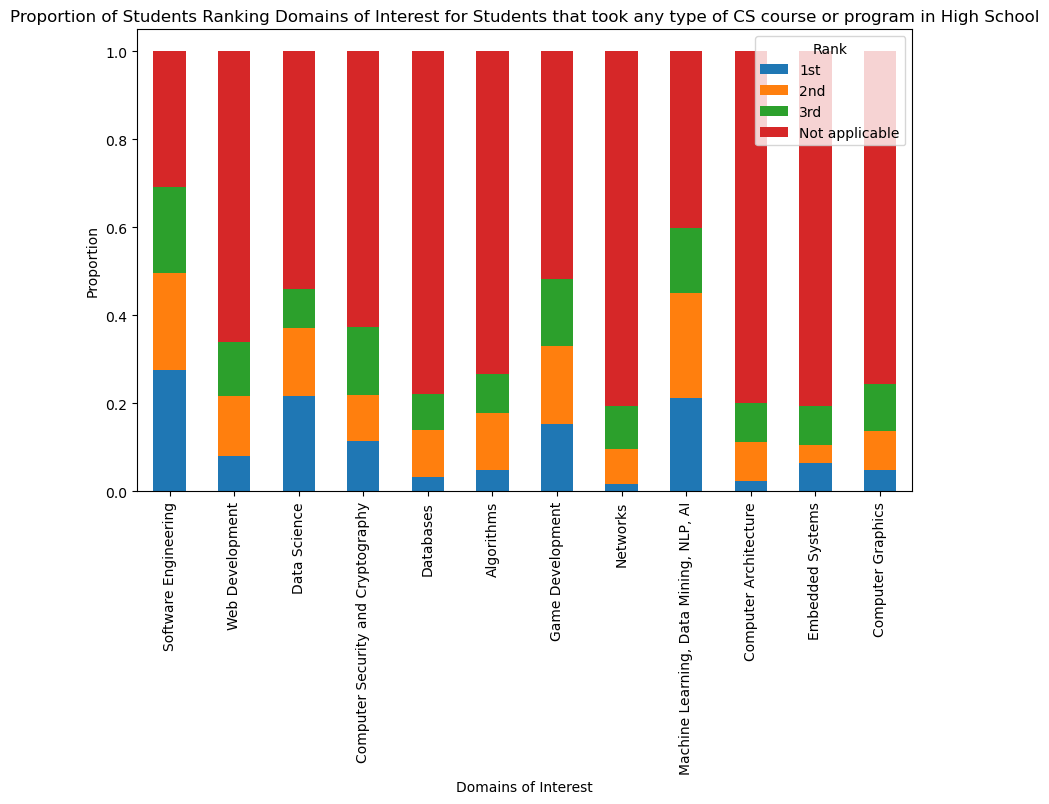 Proportion of Students Ranking Domains of Interest for Students that took any type of CS course or program in High School
Rank
1st
2nd
3rd
Not applicable
1.0
0.8
0.6
0.4
0.2
0.0
Proportion
Software Engineering
Web Development
Data Science
Computer Security and Cryptography
Databases
Algorithms
Game Development
Networks
Machine Learning, Data Mining, NLP, AI
Computer Architecture
Embedded Systems
Computer Graphics
Domains of Interest